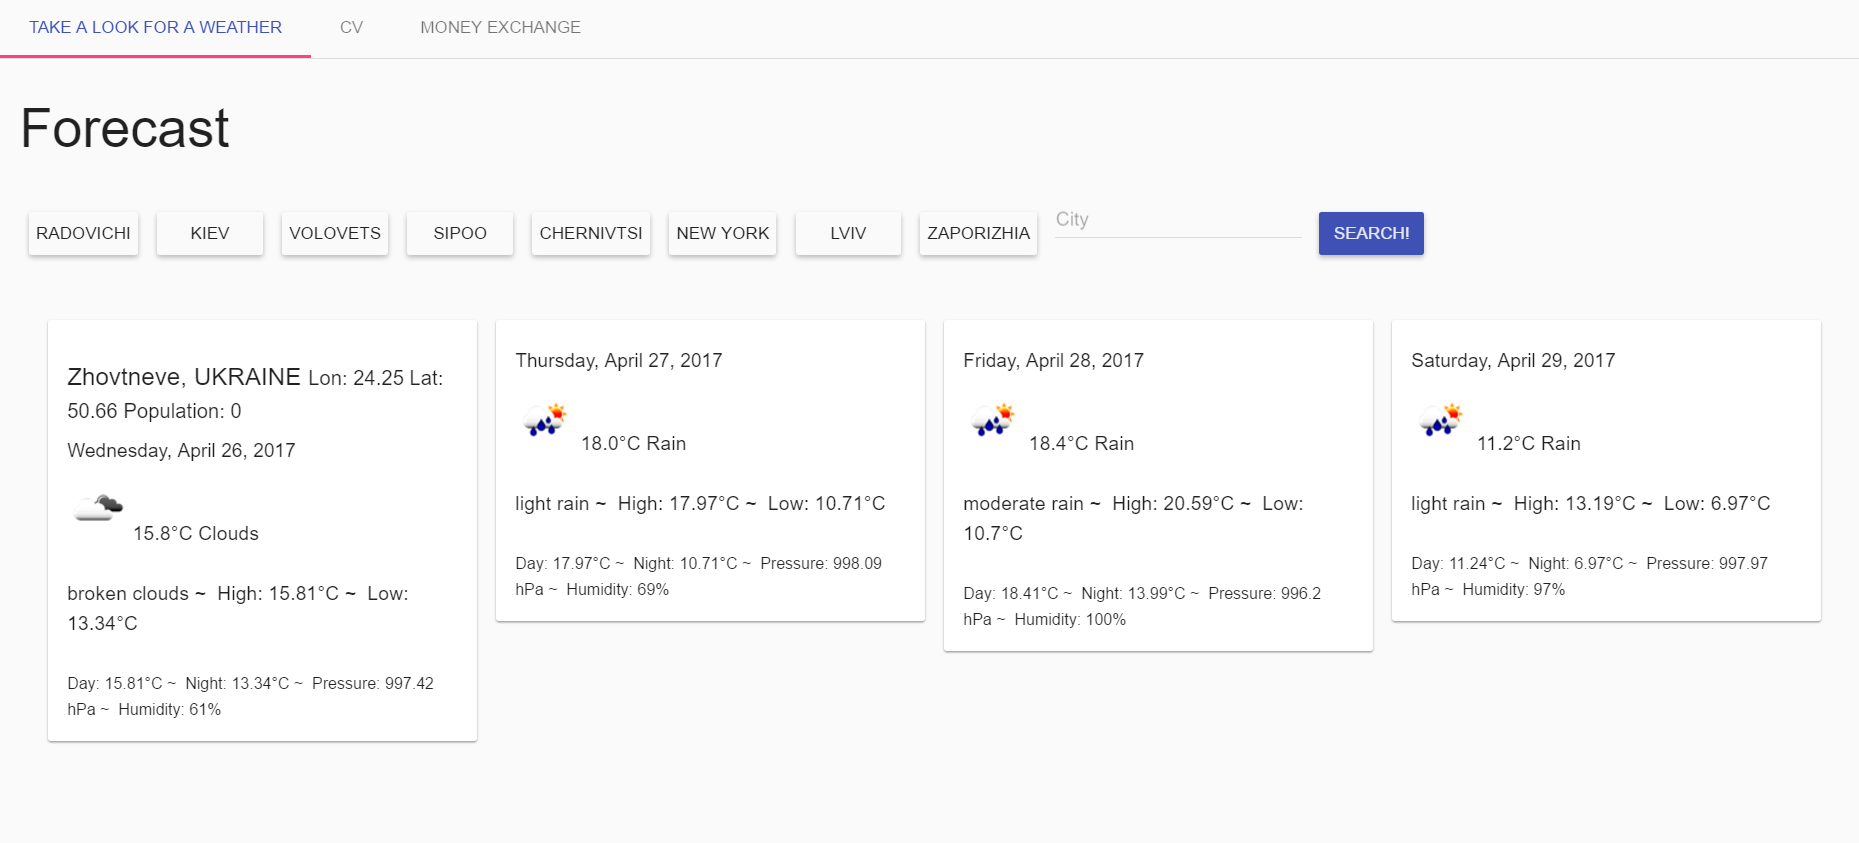 TAKE A LOOK FOR A WEATHER CV MONEY EXCHANGE
Forecast
RADOVICHI KIEV VOLOVETS SIPOO CHERNIVTSI NEW YORK LVIV ZAPORIZHIA City SEARCH!
Zhovtneve, UKRAINE Lon: 24.25 Lat:
50.66 Population: 0
Wednesday, April 26, 2017
15.8°C Clouds
broken clouds ~ High: 15.81°C ~ Low:
13.34°C
Day: 15.81°C ~ Night: 13.34°C ~ Pressure: 997.42
hPa ~ Humidity: 61%
Thursday, April 27, 2017
18.0°C Rain
light rain ~ High: 17.97°C ~ Low: 10.71°C
Day: 17.97°C ~ Night: 10.71°C ~ Pressure: 998.09
hPa ~ Humidity: 69%
Friday, April 28, 2017
18.4°C Rain
moderate rain ~ High: 20.59°C ~ Low:
10.7°C
Day: 18.41°C ~ Night: 13.99°C ~ Pressure: 996.2
hPa ~ Humidity: 100%
Saturday, April 29, 2017
11.2°C Rain
light rain ~ High: 13.19°C ~ Low: 6.97°C
Day: 11.24°C ~ Night: 6.97°C ~ Pressure: 997.97
hPa ~ Humidity: 97%